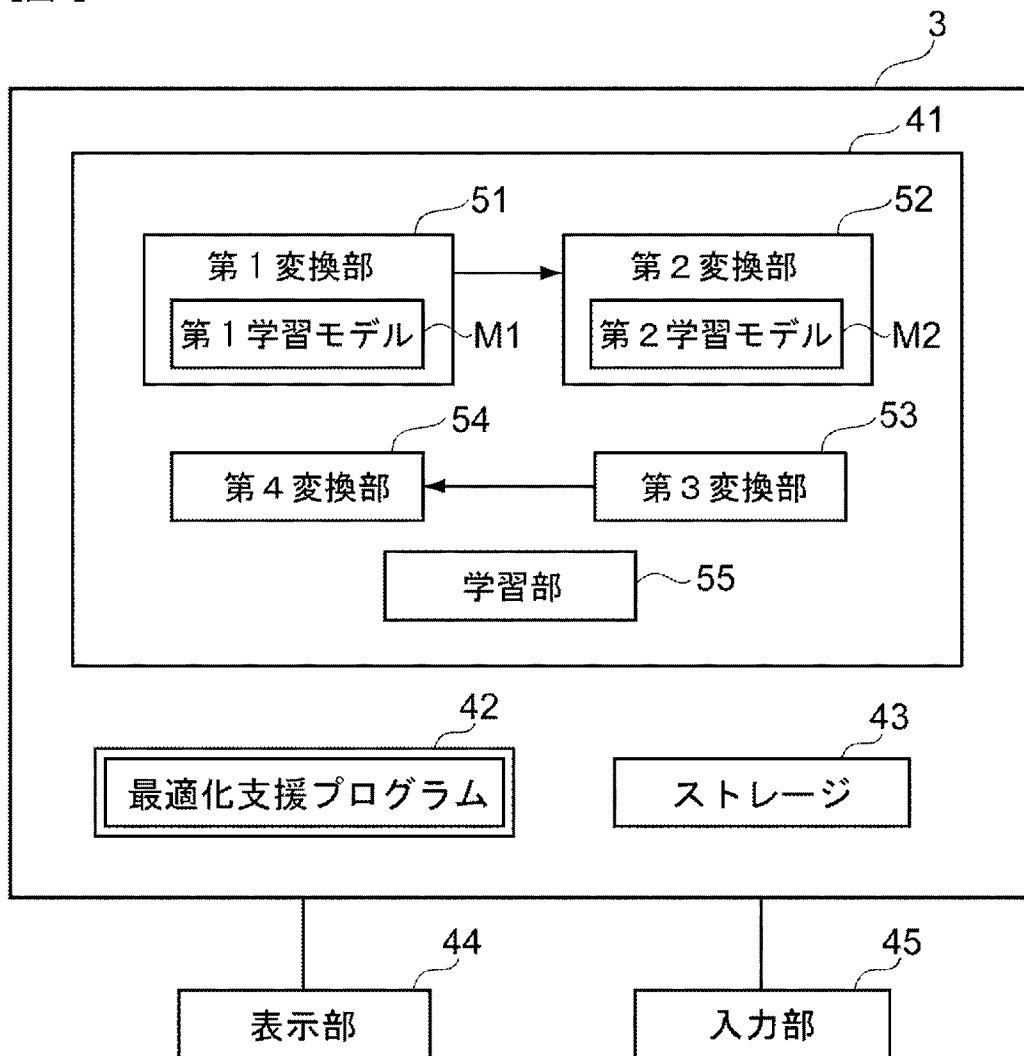 3
41
51
52
第１変換部
第２変換部
第１学習モデル
M1
第２学習モデル
M2
54
53
第４変換部
第３変換部
学習部
55
42
43
最適化支援プログラム
ストレージ
44
45
表示部
入力部